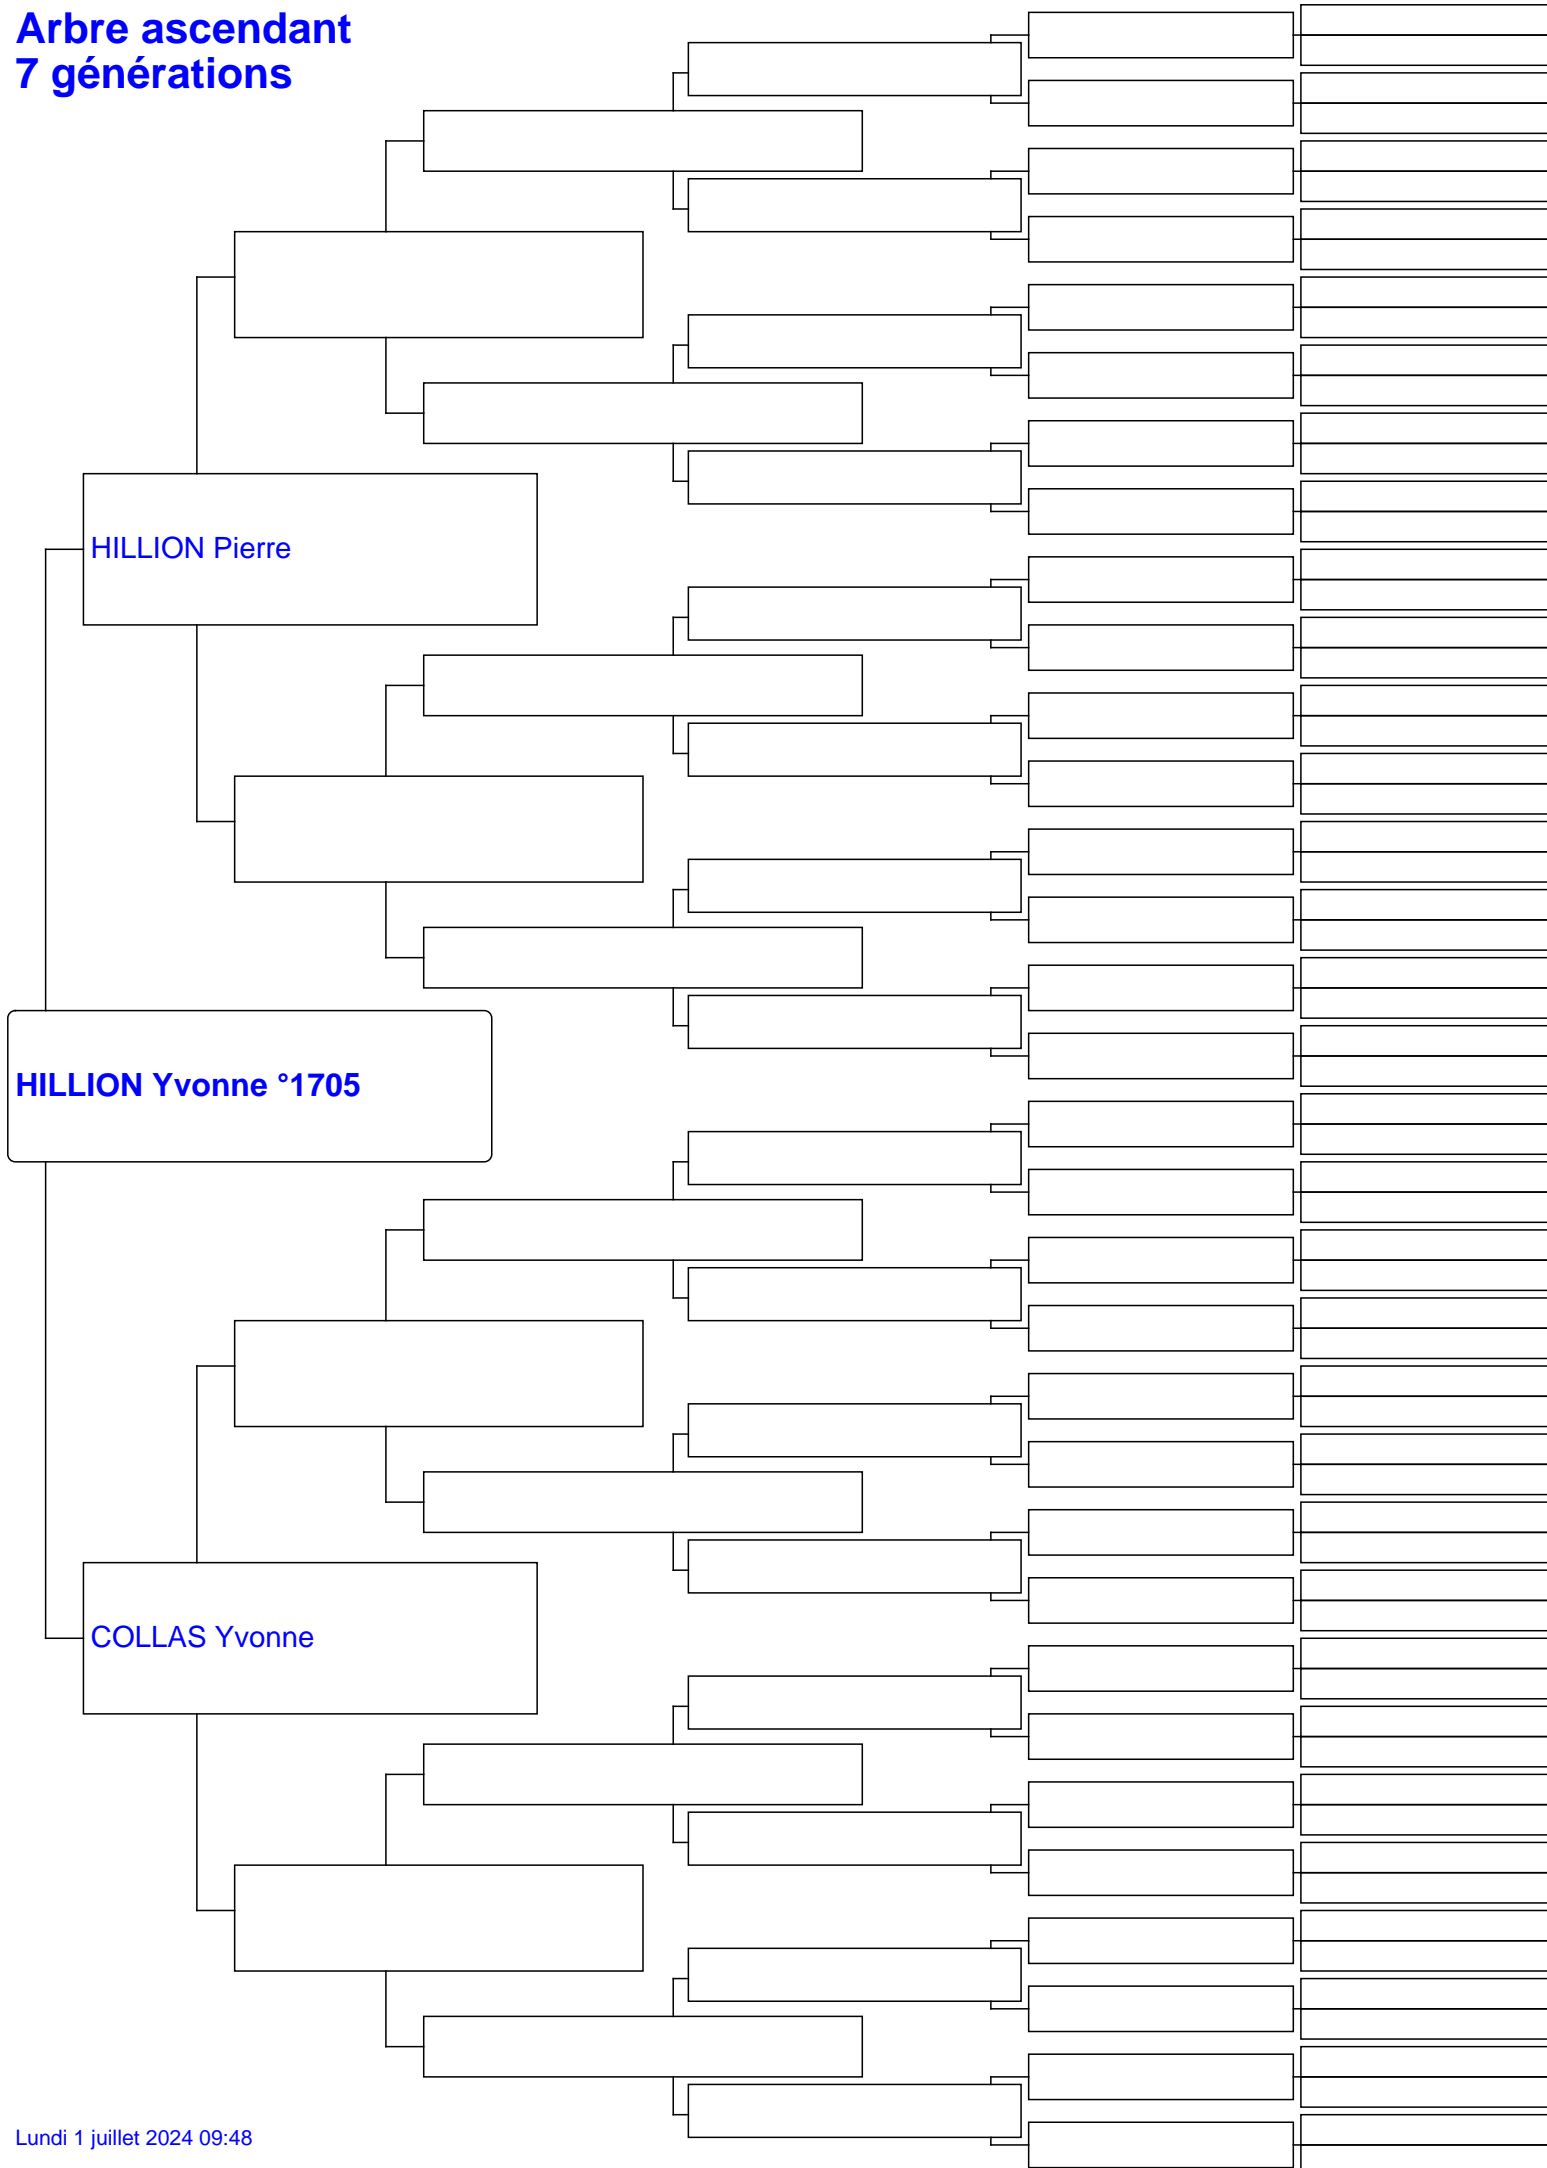 Arbre ascendant
7 générations
HILLION Pierre
HILLION Yvonne °1705
COLLAS Yvonne
Lundi 1 juillet 2024 09:48